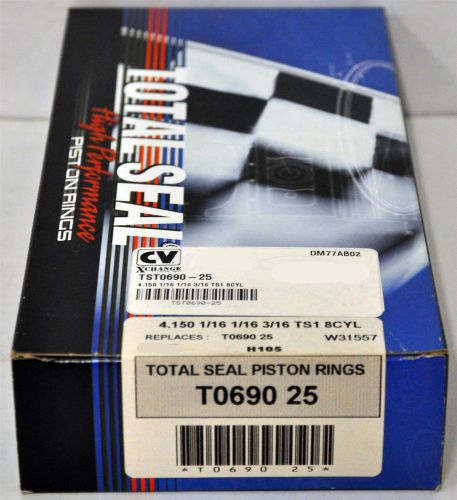 TOTAL SEAL
High Performance
PISTON RINGS
CV
XCHANGE
DM77AB02
TST0690-25
4.150 1/16 1/16 3/16 TS1 8CYL
TST0690-25
4.150 1/16 1/16 3/16 TS1 8CYL
REPLACES : T0690 25 W31557
H105
TOTAL SEAL PISTON RINGS
T0690 25
*T0690 25*